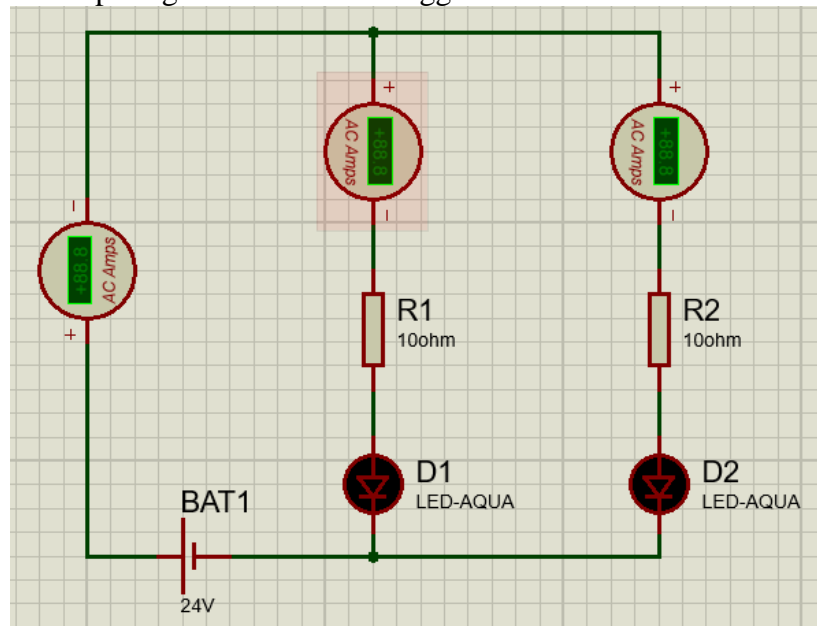 +
+
AC Amps
+88.8
AC Amps
+88.8
-
-
-
+88.8
AC Amps
+
R1
10ohm
R2
10ohm
D1
LED-AQUA
D2
LED-AQUA
BAT1
24V